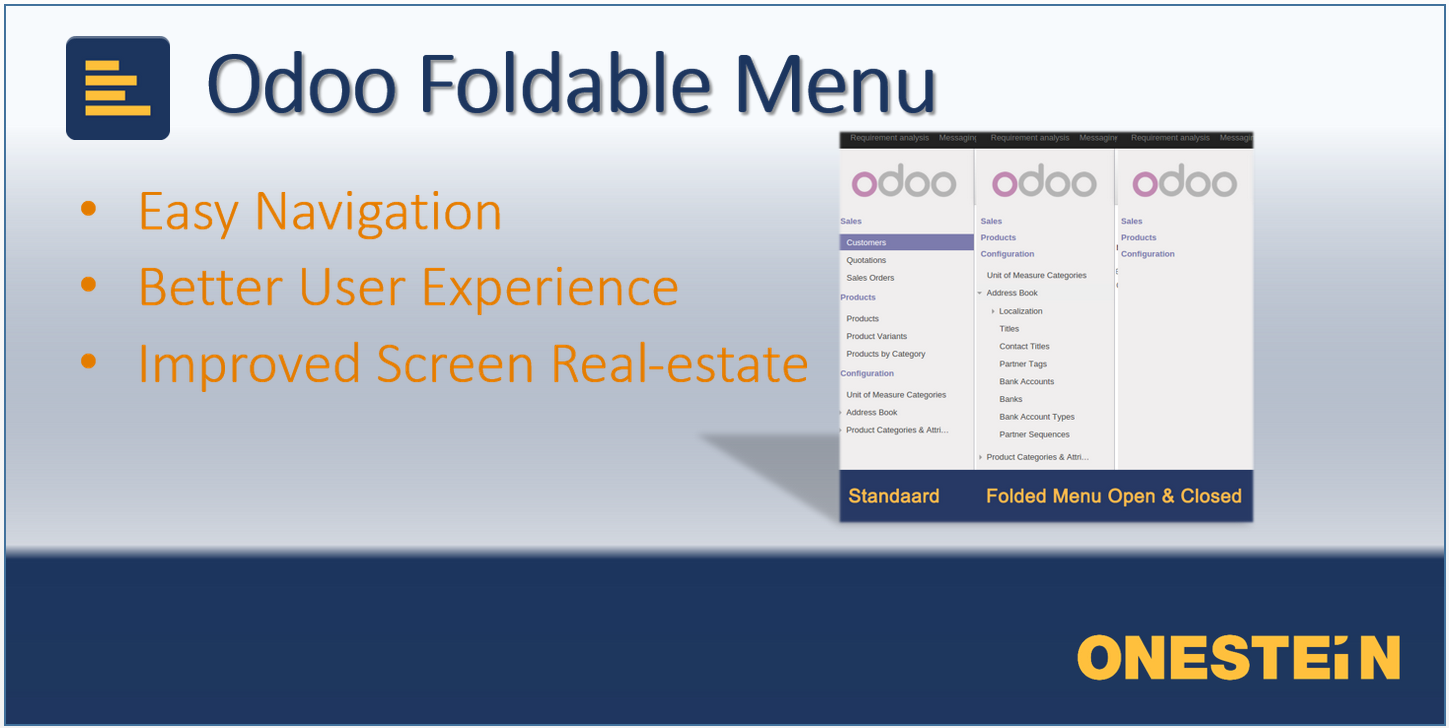 Odoo Foldable Menu
• Easy Navigation
• Better User Experience
• Improved Screen Real-estate
Requirement analysis Messaging
odoo
Sales
Customers
Quotations
Sales Orders
Products
Products
Product Variants
Products by Category
Configuration
Unit of Measure Categories
Address Book
Product Categories & Attri...
Requirement analysis Messaging
odoo
Sales
Products
Configuration
Unit of Measure Categories
Address Book
Localization
Titles
Contact Titles
Partner Tags
Bank Accounts
Banks
Bank Account Types
Partner Sequences
Product Categories & Attri...
Requirement analysis
odoo
Sales
Products
Configuration
Standaard
Folded Menu Open & Closed
ONESTEiN